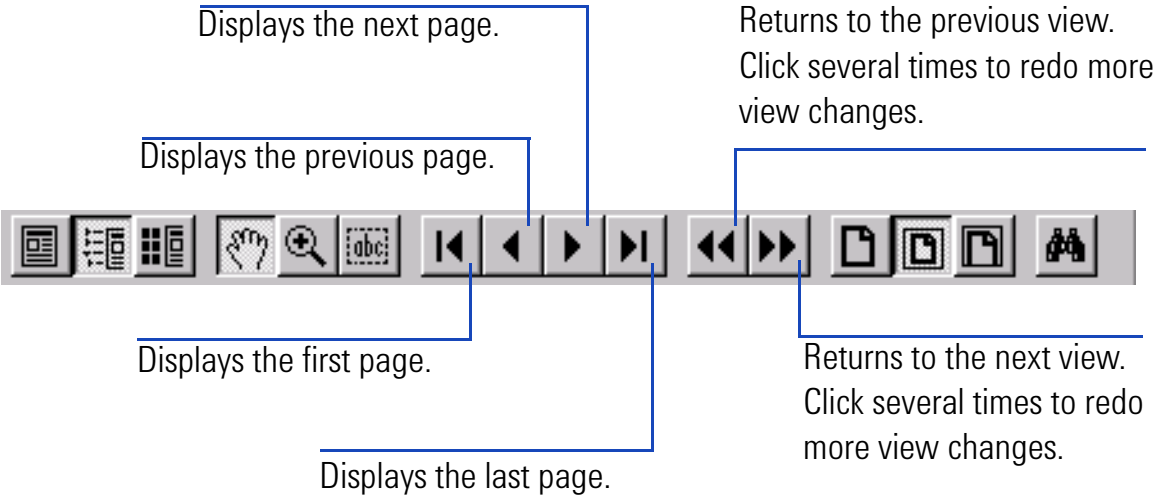 Displays the next page.
Returns to the previous view.
Click several times to redo more
view changes.
Displays the previous page.
abc
Displays the first page.
Returns to the next view.
Click several times to redo
more view changes.
Displays the last page.